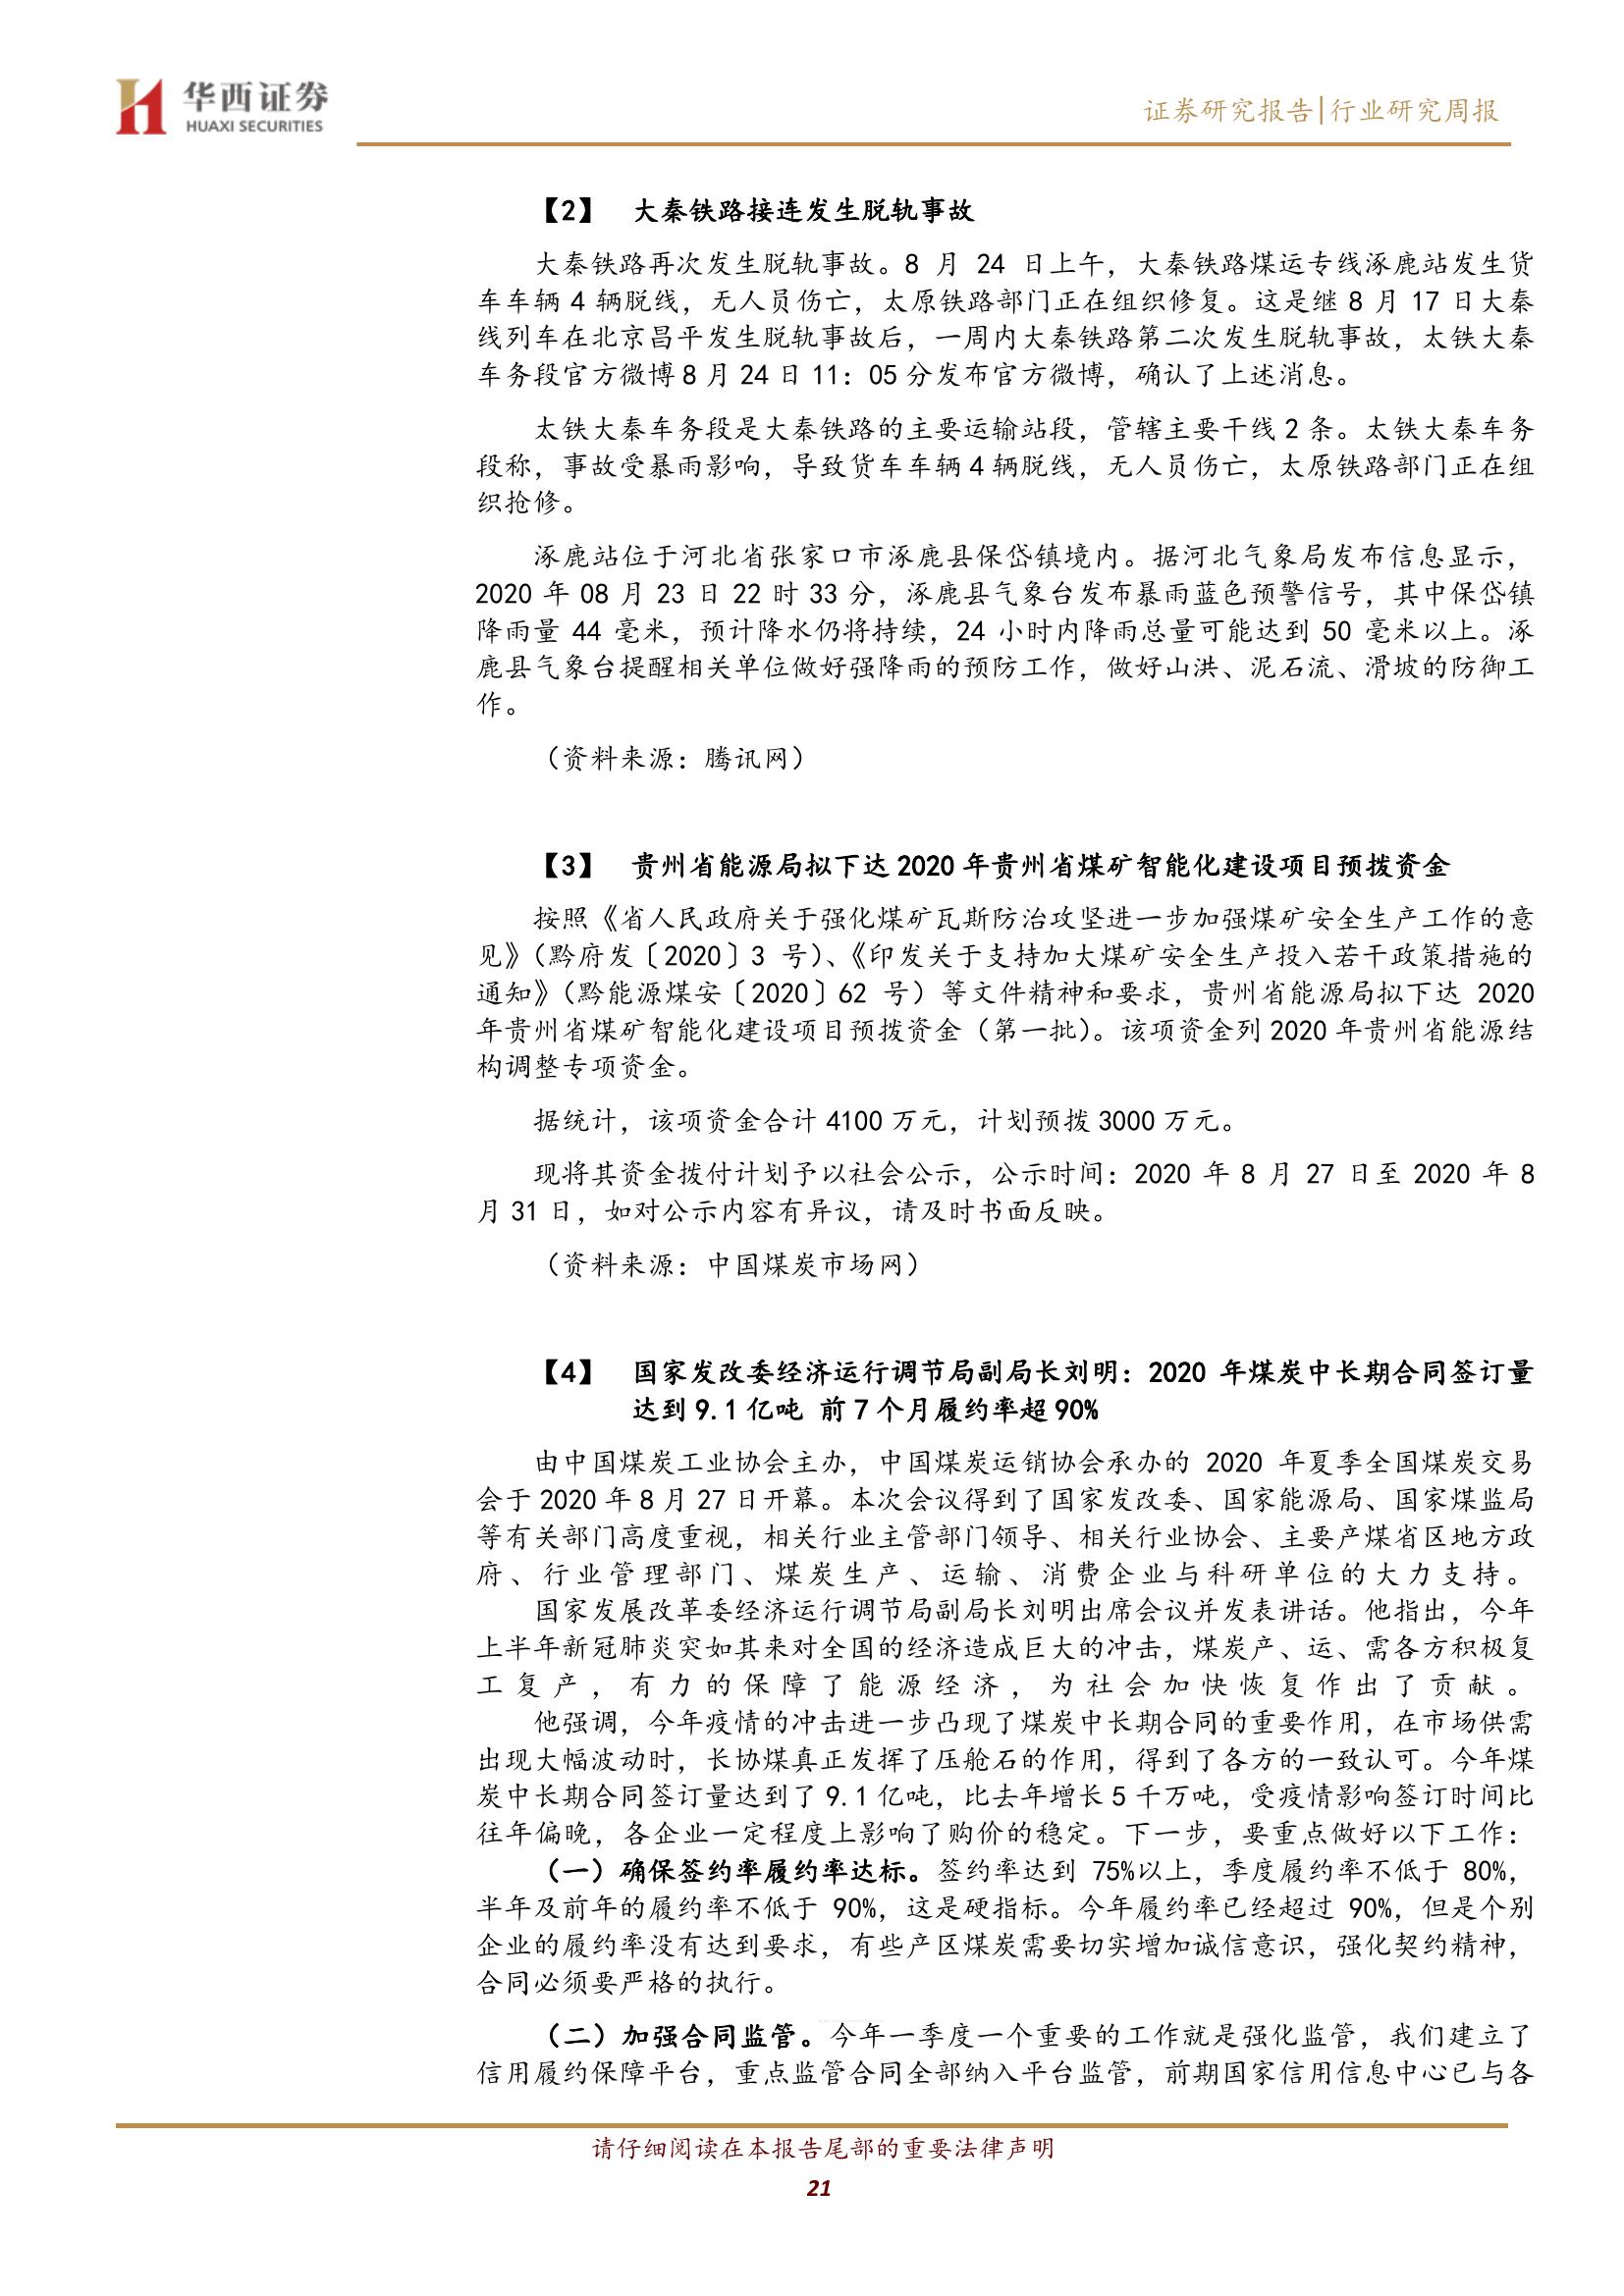 华西证券
HUAXI SECURITIES
证券研究报告|行业研究周报
【2】 大秦铁路接连发生脱轨事故
大秦铁路再次发生脱轨事故。8 月 24 日上午，大秦铁路煤运专线涿鹿站发生货
车车辆 4 辆脱线，无人员伤亡，太原铁路部门正在组织修复。这是继 8 月 17 日大秦
线列车在北京昌平发生脱轨事故后，一周内大秦铁路第二次发生脱轨事故，太铁大秦
车务段官方微博 8 月 24 日 11：05 分发布官方微博，确认了上述消息。
太铁大秦车务段是大秦铁路的主要运输站段，管辖主要干线 2 条。太铁大秦车务
段称，事故受暴雨影响，导致货车车辆 4 辆脱线，无人员伤亡，太原铁路部门正在组
织抢修。
涿鹿站位于河北省张家口市涿鹿县保岱镇境内。据河北气象局发布信息显示，
2020 年 08 月 23 日 22 时 33 分，涿鹿县气象台发布暴雨蓝色预警信号，其中保岱镇
降雨量 44 毫米，预计降水仍将持续，24 小时内降雨总量可能达到 50 毫米以上。涿
鹿县气象台提醒相关单位做好强降雨的预防工作，做好山洪、泥石流、滑坡的防御工
作。
（资料来源：腾讯网）
【3】 贵州省能源局拟下达 2020 年贵州省煤矿智能化建设项目预拨资金
按照《省人民政府关于强化煤矿瓦斯防治攻坚进一步加强煤矿安全生产工作的意
见》（黔府发〔2020〕3 号）、《印发关于支持加大煤矿安全生产投入若干政策措施的
通知》（黔能源煤安〔2020〕62 号）等文件精神和要求，贵州省能源局拟下达 2020
年贵州省煤矿智能化建设项目预拨资金（第一批）。该项资金列 2020 年贵州省能源结
构调整专项资金。
据统计，该项资金合计 4100 万元，计划预拨 3000 万元。
现将其资金拨付计划予以社会公示，公示时间：2020 年 8 月 27 日至 2020 年 8
月 31 日，如对公示内容有异议，请及时书面反映。
（资料来源：中国煤炭市场网）
【4】 国家发改委经济运行调节局副局长刘明：2020 年煤炭中长期合同签订量
达到 9.1 亿吨 前 7 个月履约率超 90%
由中国煤炭工业协会主办，中国煤炭运销协会承办的 2020 年夏季全国煤炭交易
会于 2020 年 8 月 27 日开幕。本次会议得到了国家发改委、国家能源局、国家煤监局
等有关部门高度重视，相关行业主管部门领导、相关行业协会、主要产煤省区地方政
府、行业管理部门、煤炭生产、运输、消费企业与科研单位的大力支持。
国家发展改革委经济运行调节局副局长刘明出席会议并发表讲话。他指出，今年
上半年新冠肺炎突如其来对全国的经济造成巨大的冲击，煤炭产、运、需各方积极复
工复产，有力的保障了能源经济，为社会加快恢复作出了贡献。
他强调，今年疫情的冲击进一步凸现了煤炭中长期合同的重要作用，在市场供需
出现大幅波动时，长协煤真正发挥了压舱石的作用，得到了各方的一致认可。今年煤
炭中长期合同签订量达到了 9.1 亿吨，比去年增长 5 千万吨，受疫情影响签订时间比
往年偏晚，各企业一定程度上影响了购价的稳定。下一步，要重点做好以下工作：
（一）确保签约率履约率达标。签约率达到 75%以上，季度履约率不低于 80%，
半年及前年的履约率不低于 90%，这是硬指标。今年履约率已经超过 90%，但是个别
企业的履约率没有达到要求，有些产区煤炭需要切实增加诚信意识，强化契约精神，
合同必须要严格的执行。
（二）加强合同监管。今年一季度一个重要的工作就是强化监管，我们建立了
信用履约保障平台，重点监管合同全部纳入平台监管，前期国家信用信息中心已与各
请仔细阅读在本报告尾部的重要法律声明
21